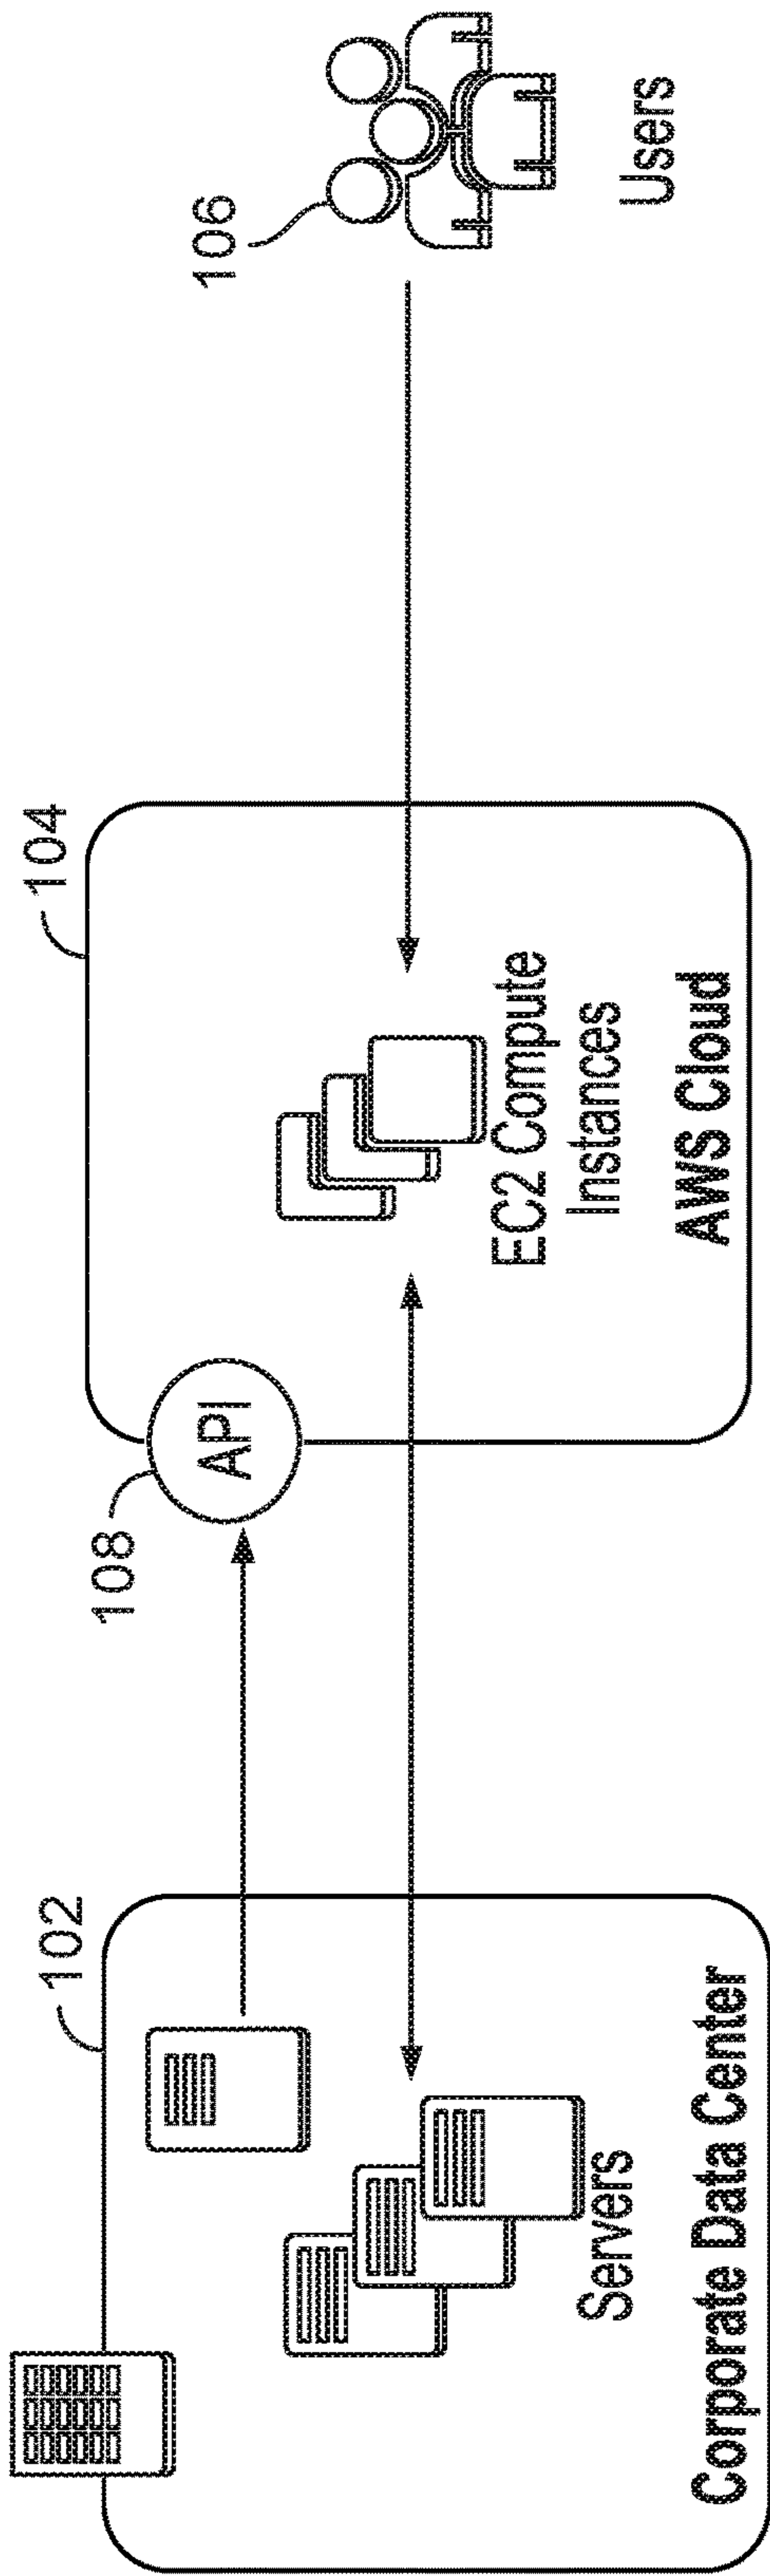 102
Servers
Corporate Data Center
108
API
104
EC2 Compute
Instances
AWS Cloud
106
Users